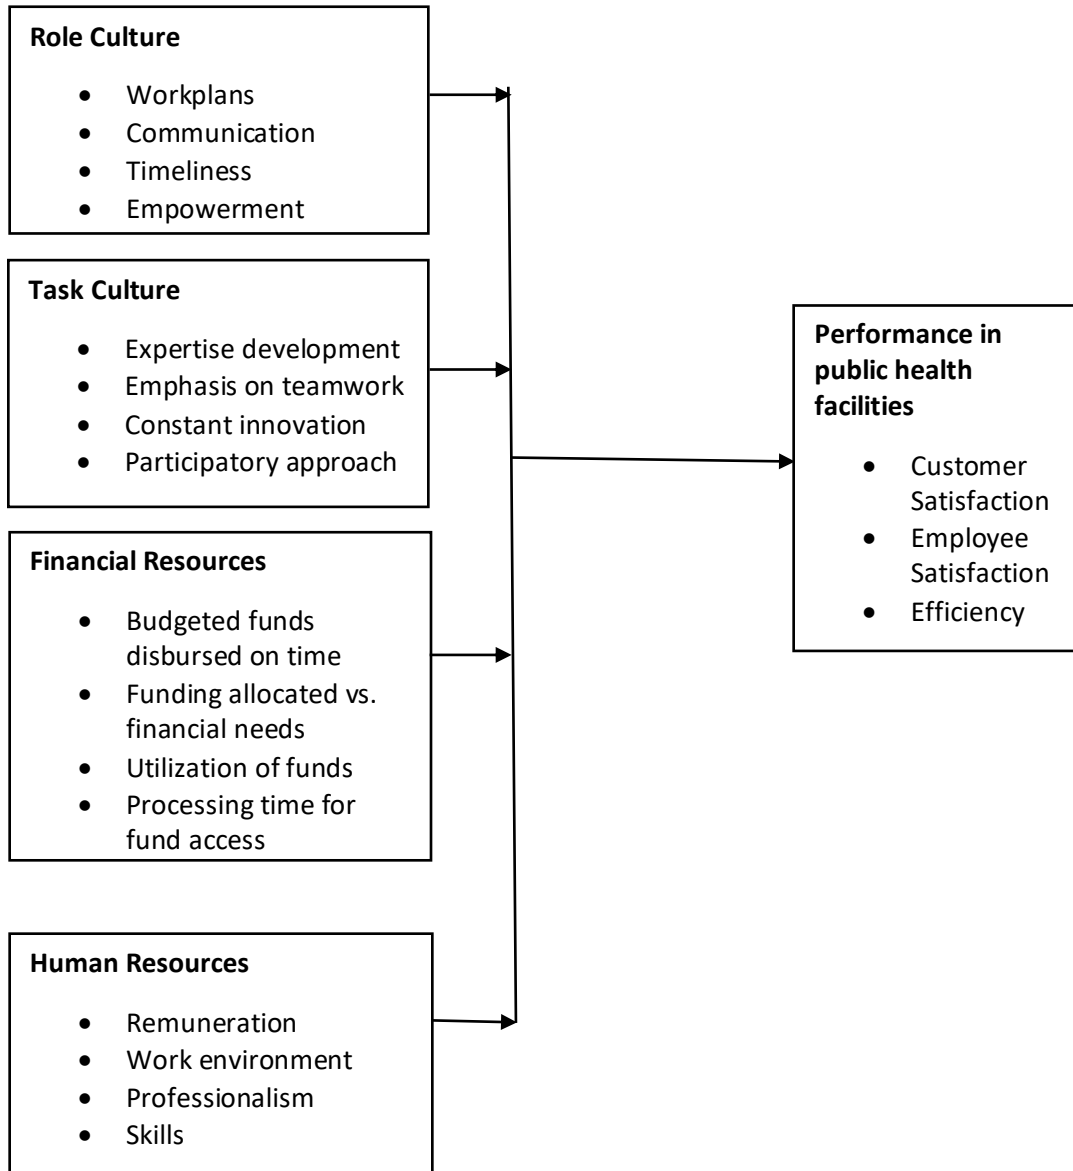 Role Culture
• Workplans
• Communication
• Timeliness
• Empowerment
Task Culture
• Expertise development
• Emphasis on teamwork
• Constant innovation
• Participatory approach
Financial Resources
• Budgeted funds
disbursed on time
• Funding allocated vs.
financial needs
• Utilization of funds
• Processing time for
fund access
Human Resources
• Remuneration
• Work environment
• Professionalism
• Skills
Performance in
public health
facilities
• Customer
Satisfaction
• Employee
Satisfaction
• Efficiency